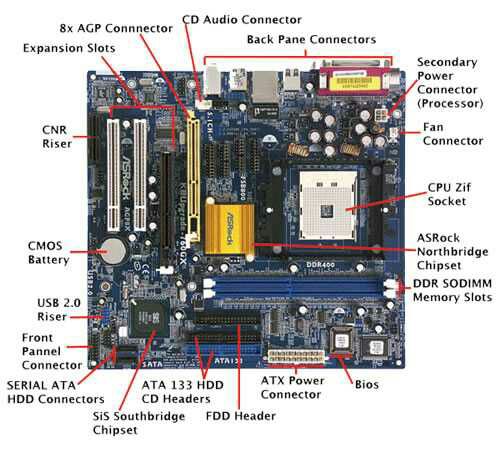 CD Audio Connector
8x AGP Connnector
Back Pane Connectors
Expansion Slots
Secondary
Power
Connector
(Processor)
CNR
Riser
Fan
Connector
ASRock
K8Upgrade
CPU Zif
Socket
ASRock
CMOS
Battery
ASRock
Northbridge
Chipset
DDR400
DDR SODIMM
Memory Slots
USB 2.0
Riser
SiS
Front
Pannel
Connector
SATA
ATA133
SERIAL ATA
HDD Connectors
ATA 133 HDD
CD Headers
ATX Power
Connector
Bios
FDD Header
SiS Southbridge
Chipset